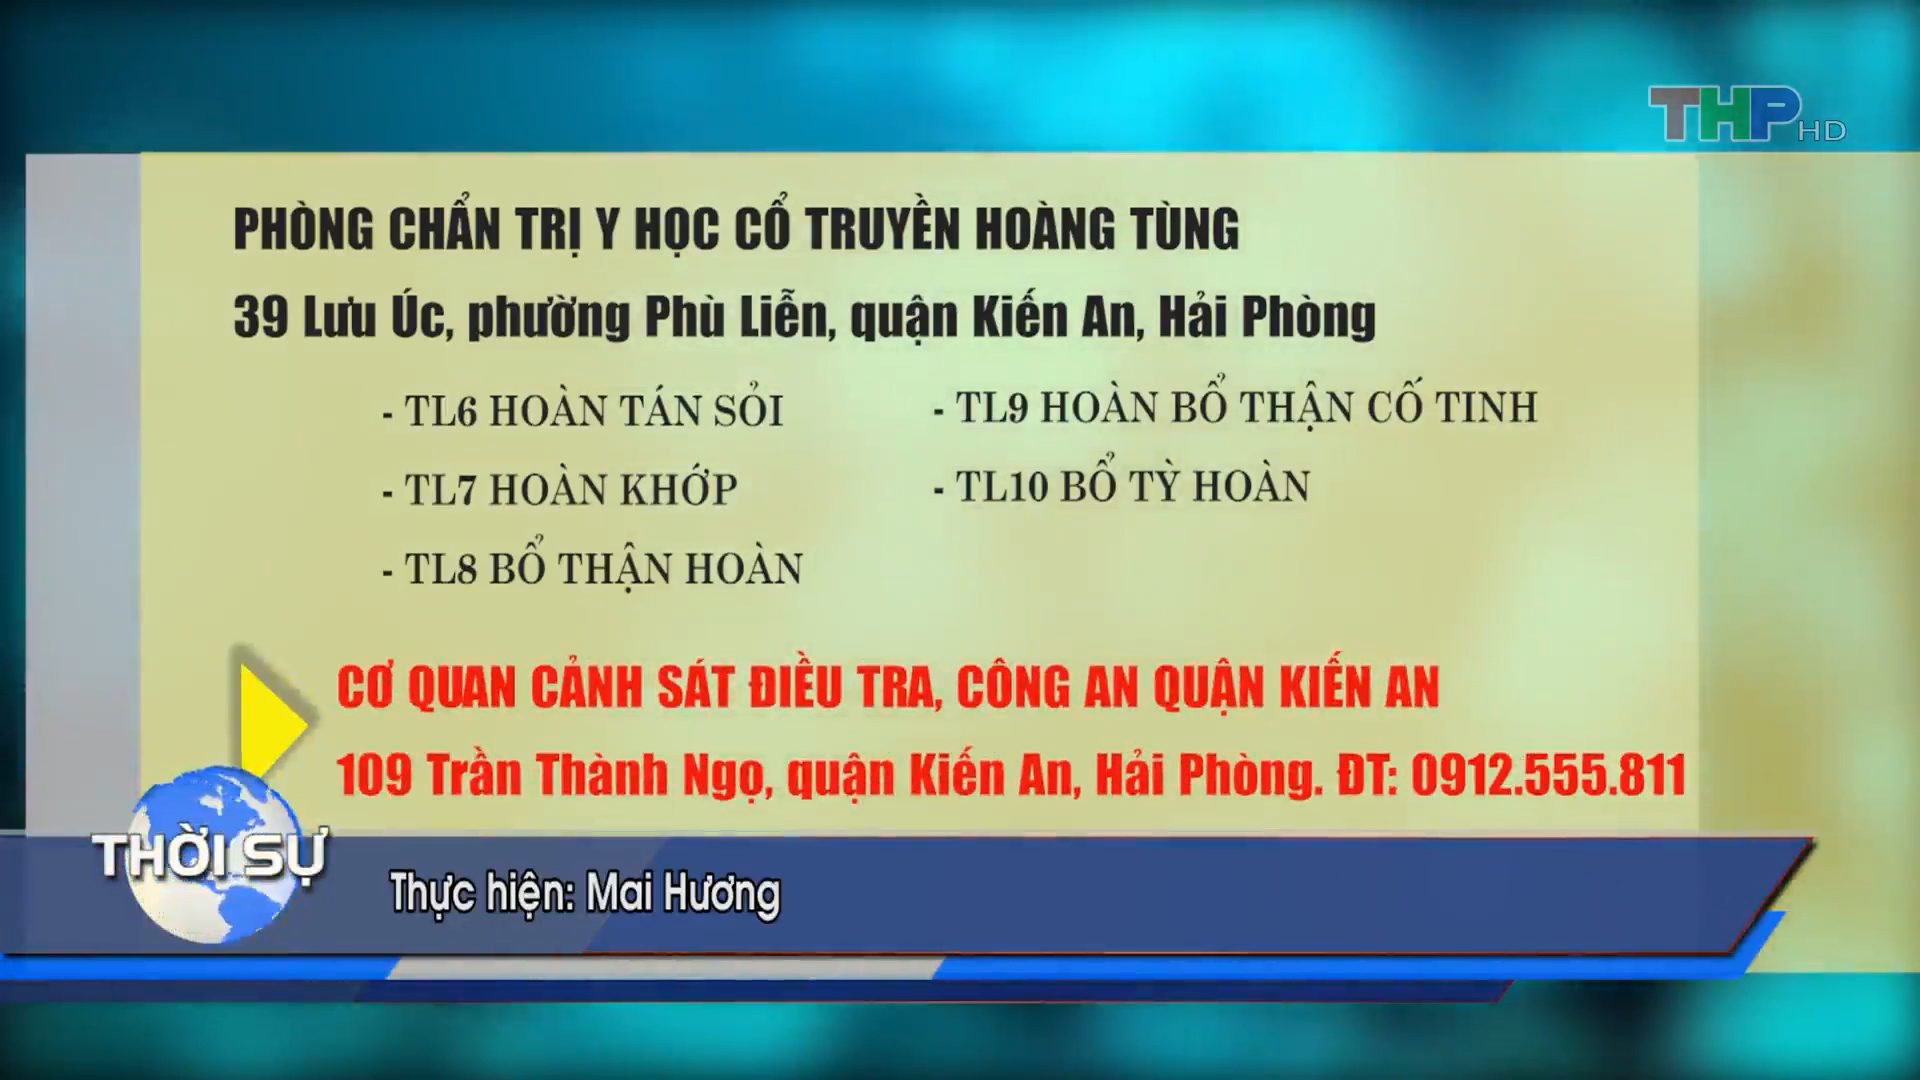 THP HD
PHÒNG CHẨN TRỊ Y HỌC CỔ TRUYỀN HOÀNG TÙNG
39 Lưu Úc, phường Phù Liễn, quận Kiến An, Hải Phòng
- TL6 HOÀN TÁN SỎI
- TL7 HOÀN KHỚP
- TL8 BỔ THẬN HOÀN
- TL9 HOÀN BỔ THẬN CỐ TINH
- TL10 BỔ TỲ HOÀN
CƠ QUAN CẢNH SÁT ĐIỀU TRA, CÔNG AN QUẬN KIẾN AN
109 Trần Thành Ngọ, quận Kiến An, Hải Phòng. ĐT: 0912.555.811
THỜI SỰ
Thực hiện: Mai Hương